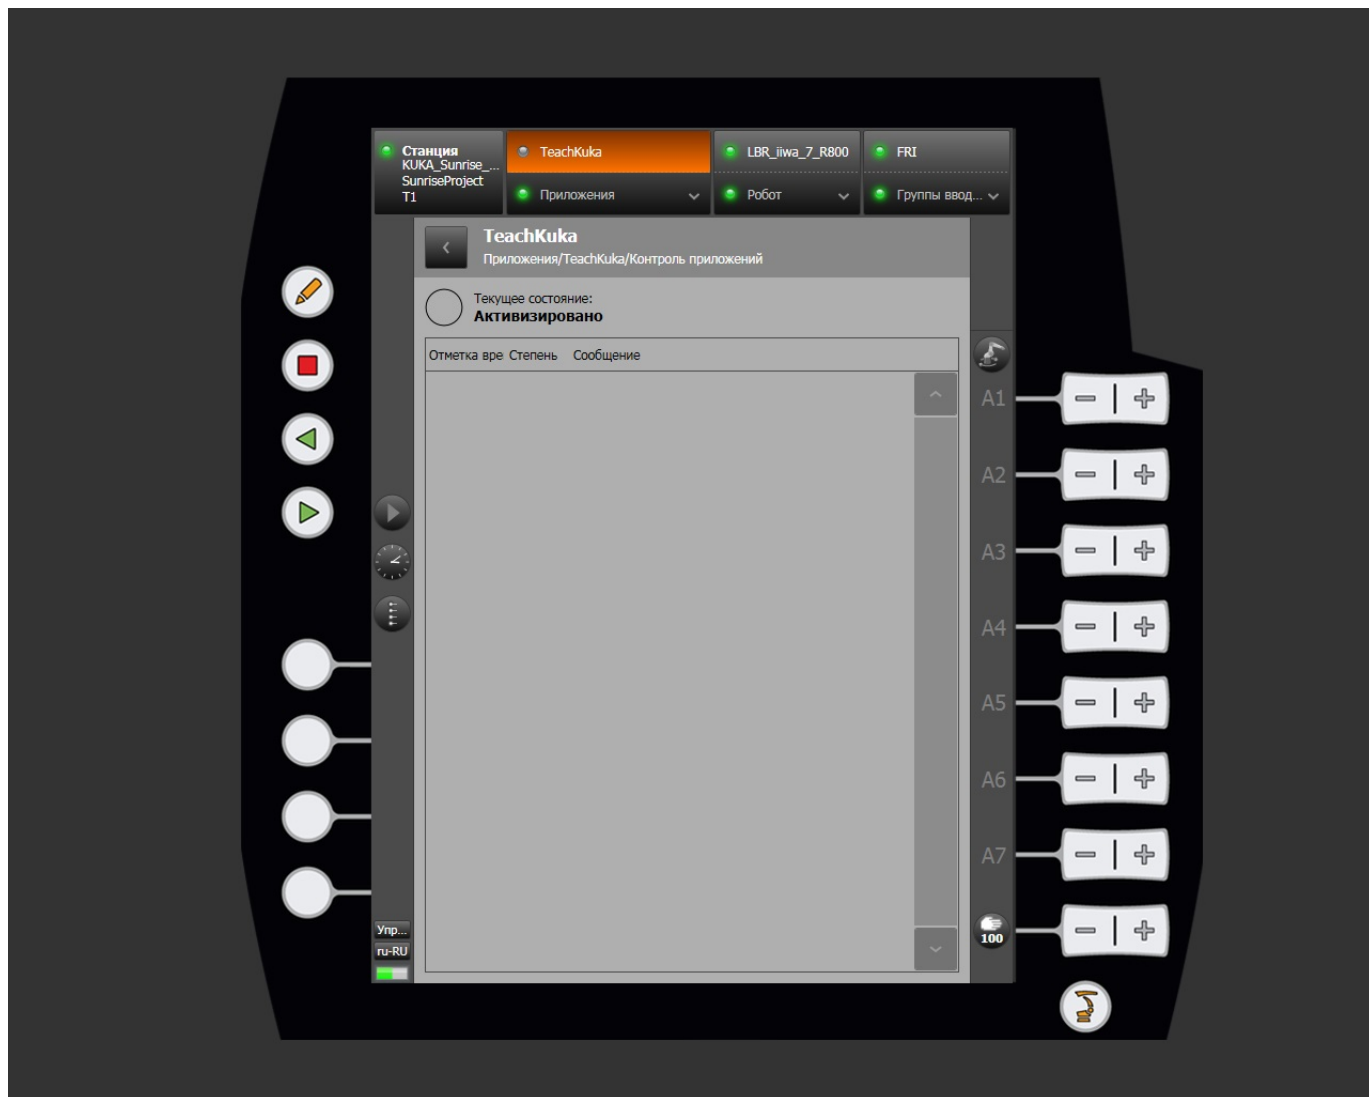 Станция
KUKA_Sunrise_...
SunriseProject
T1
TeachKuka
Приложения
LBR_iiwa_7_R800
Робот
FRI
Группы ввод...
TeachKuka
Приложения/TeachKuka/Контроль приложений
Текущее состояние:
Активизировано
Отметка вре Степень Сообщение
A1
A2
A3
A4
A5
A6
A7
100
Упр...
ru-RU